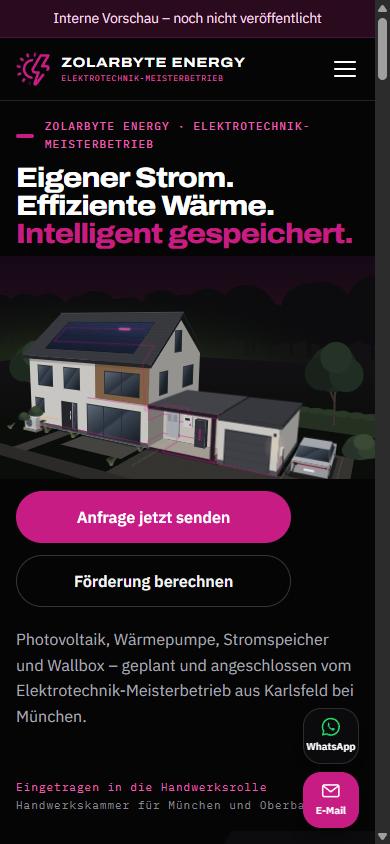 Interne Vorschau – noch nicht veröffentlicht
ZOLARBYTE ENERGY
ELEKTROTECHNIK-MEISTERBETRIEB
ZOLARBYTE ENERGY · ELEKTROTECHNIK-
MEISTERBETRIEB
Eigener Strom.
Effiziente Wärme.
Intelligent gespeichert.
Anfrage jetzt senden
Förderung berechnen
Photovoltaik, Wärmepumpe, Stromspeicher
und Wallbox – geplant und angeschlossen vom
Elektrotechnik-Meisterbetrieb aus Karlsfeld bei
München.
WhatsApp
Eingetragen in die Handwerksrolle
Handwerkskammer für München und Oberba
E-Mail